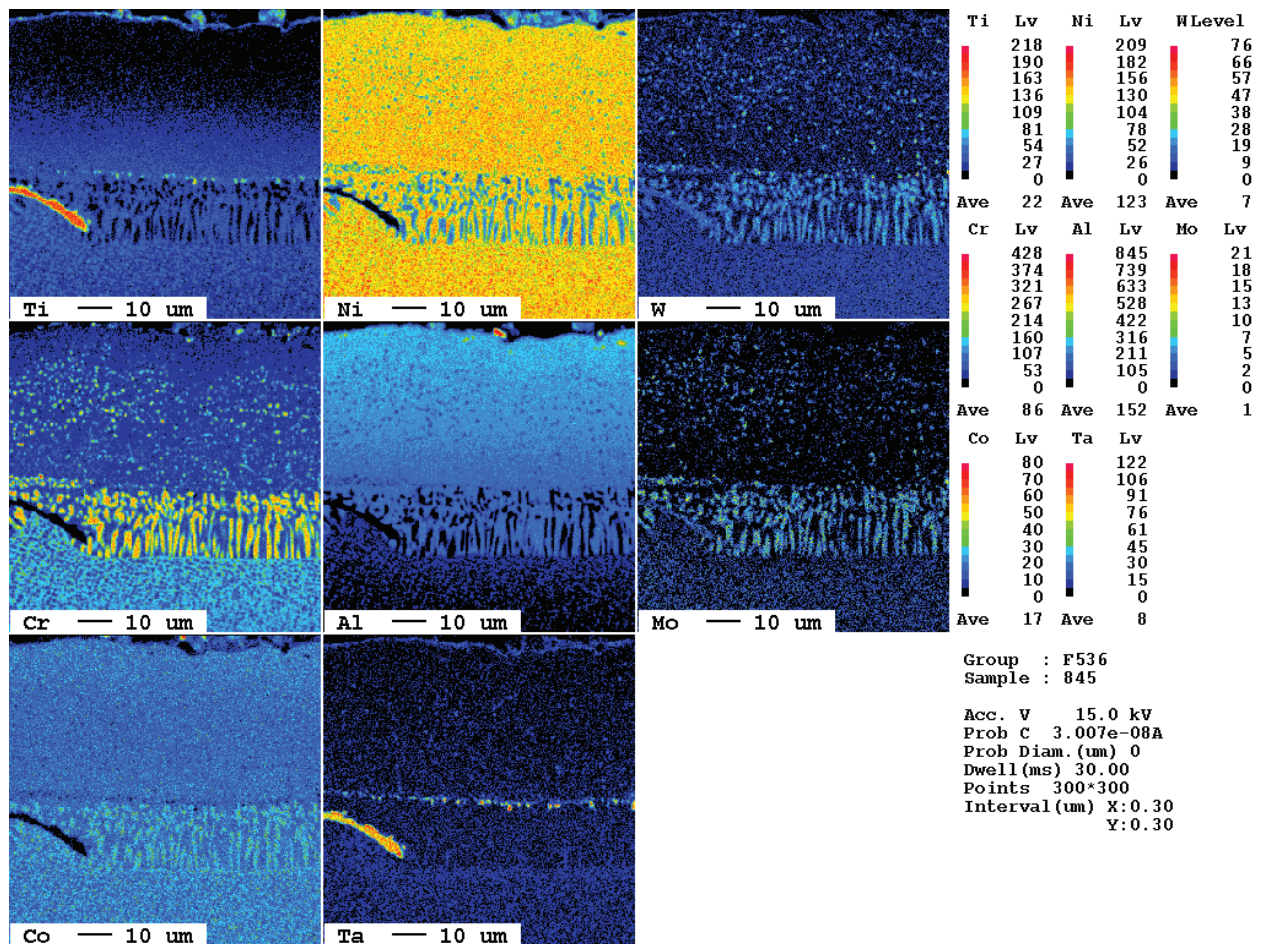 Ti 10 um
Ni 10 um
W 10 um
Cr 10 um
Al 10 um
Mo 10 um
Co 10 um
Ta 10 um
Ti Lv Ni Lv WLevel
218 209 76
190 182 66
163 156 57
136 130 47
109 104 38
81 78 28
54 52 19
27 26 9
0 0 0
Ave 22 Ave 123 Ave 7
Cr Lv Al Lv Mo Lv
428 845 21
374 739 18
321 633 15
267 528 13
214 422 10
160 316 7
107 211 5
53 105 2
0 0 0
Ave 86 Ave 152 Ave 1
Co Lv Ta Lv
80 122
70 106
60 91
50 76
40 61
30 45
20 30
10 15
0 0
Ave 17 Ave 8
Group : F536
Sample : 845
Acc. V 15.0 kV
Prob C 3.007e-08A
Prob Diam.(um) 0
Dwell(ms) 30.00
Points 300*300
Interval(um) X:0.30
Y:0.30